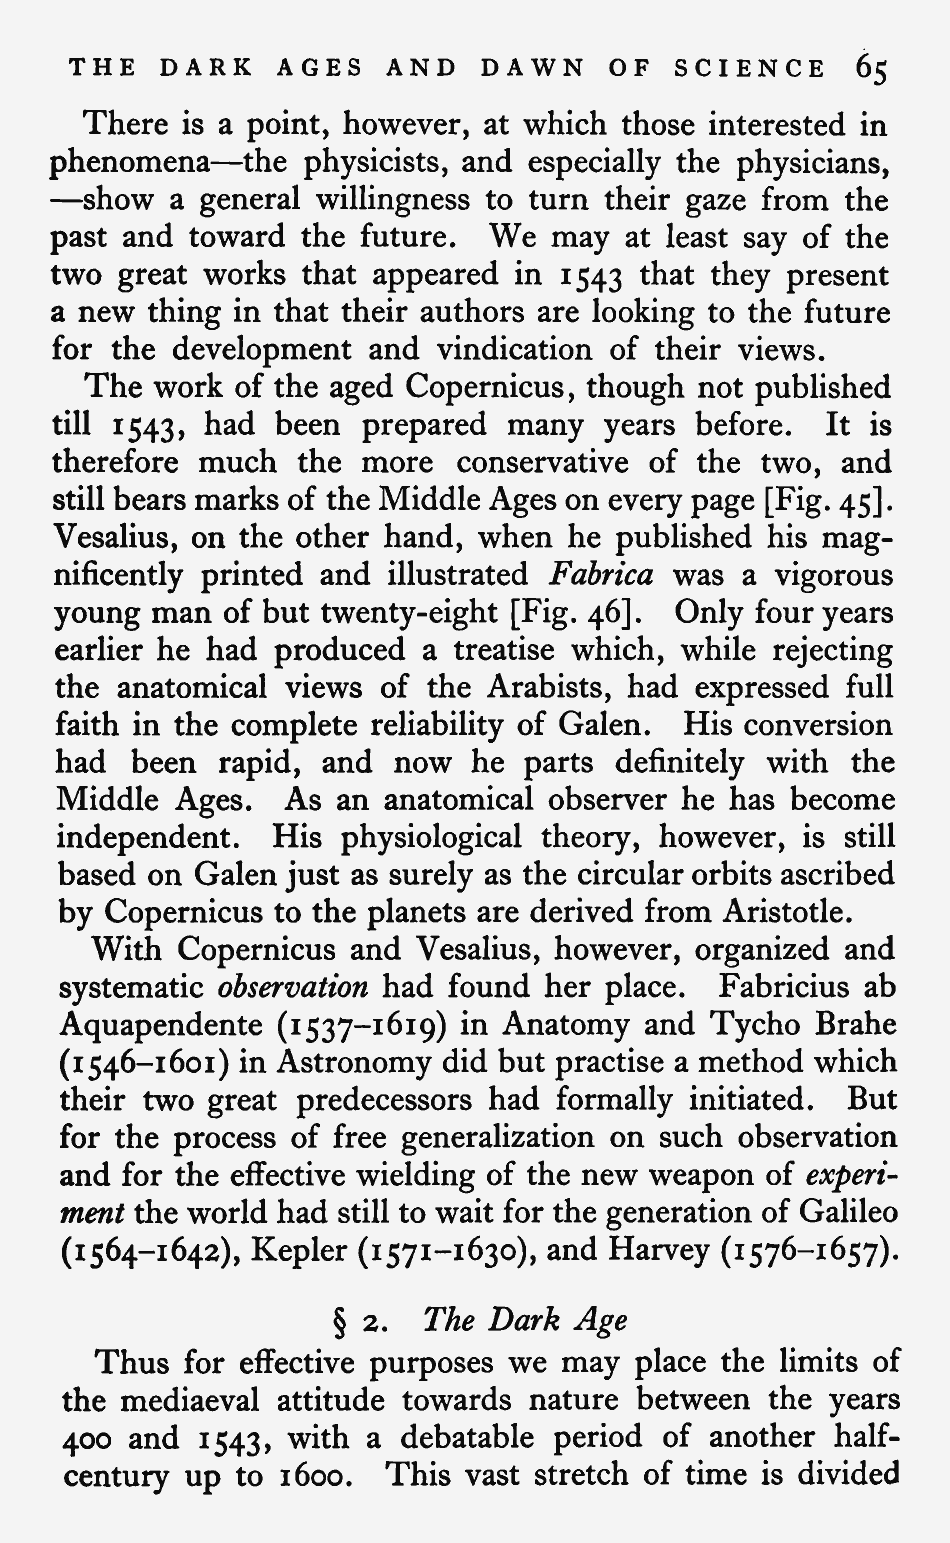 THE DARK AGES AND DAWN OF SCIENCE 65
There is a point, however, at which those interested in
phenomena—the physicists, and especially the physicians,
—show a general willingness to turn their gaze from the
past and toward the future. We may at least say of the
two great works that appeared in 1543 that they present
a new thing in that their authors are looking to the future
for the development and vindication of their views.
The work of the aged Copernicus, though not published
till 1543, had been prepared many years before. It is
therefore much the more conservative of the two, and
still bears marks of the Middle Ages on every page [Fig. 45].
Vesalius, on the other hand, when he published his mag-
nificently printed and illustrated Fabrica was a vigorous
young man of but twenty-eight [Fig. 46]. Only four years
earlier he had produced a treatise which, while rejecting
the anatomical views of the Arabists, had expressed full
faith in the complete reliability of Galen. His conversion
had been rapid, and now he parts definitely with the
Middle Ages. As an anatomical observer he has become
independent. His physiological theory, however, is still
based on Galen just as surely as the circular orbits ascribed
by Copernicus to the planets are derived from Aristotle.
With Copernicus and Vesalius, however, organized and
systematic observation had found her place. Fabricius ab
Aquapendente (1537–1619) in Anatomy and Tycho Brahe
(1546–1601) in Astronomy did but practise a method which
their two great predecessors had formally initiated. But
for the process of free generalization on such observation
and for the effective wielding of the new weapon of experi-
ment the world had still to wait for the generation of Galileo
(1564–1642), Kepler (1571–1630), and Harvey (1576–1657).
§ 2. The Dark Age
Thus for effective purposes we may place the limits of
the mediaeval attitude towards nature between the years
400 and 1543, with a debatable period of another half-
century up to 1600. This vast stretch of time is divided